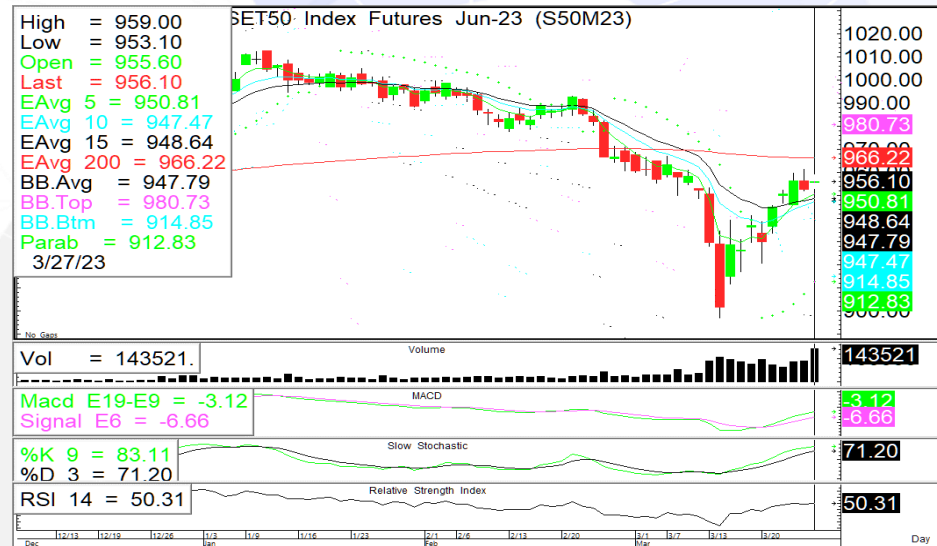 SET50 Index Futures Jun-23 (S50M23)
High = 959.00
Low = 953.10
Open = 955.60
Last = 956.10
EAvg 5 = 950.81
EAvg 10 = 947.47
EAvg 15 = 948.64
EAvg 200 = 966.22
BB.Avg = 947.79
BB.Top = 980.73
BB.Btm = 914.85
Parab = 912.83
3/27/23
1020.00
1010.00
1000.00
990.00
980.73
970.00
966.22
956.10
950.81
948.64
947.79
947.47
914.85
912.83
900.00
No Gaps
Volume
Vol = 143521.
143521
MACD
Macd E19-E9 = -3.12
Signal E6 = -6.66
-3.12
-6.66
Slow Stochastic
%K 9 = 83.11
%D 3 = 71.20
71.20
Relative Strength Index
RSI 14 = 50.31
50.31
12/13 12/19 12/26 1/3 1/9 1/16 1/23 2/1 2/6 2/13 2/20 3/1 3/7 3/13 3/20
Dec Jan Feb Mar Day